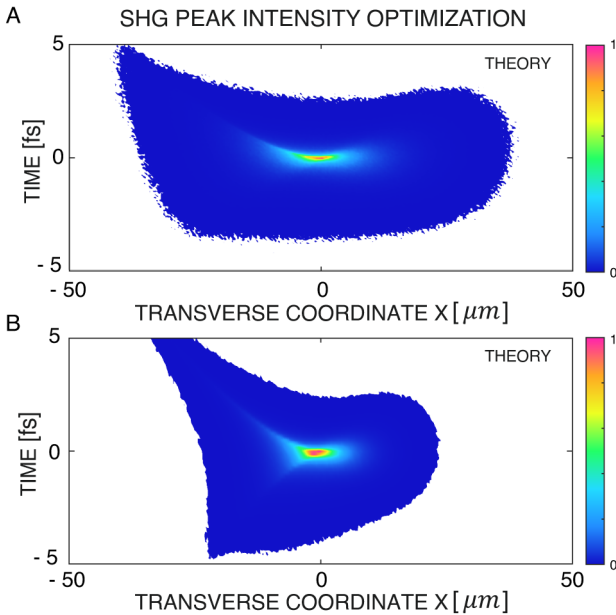 A
SHG PEAK INTENSITY OPTIMIZATION
5
THEORY
1
TIME [fs]
0
- 5
0
- 50
0
50
TRANSVERSE COORDINATE X [μm]
B
5
THEORY
1
TIME [fs]
0
-5
0
- 50
0
50
TRANSVERSE COORDINATE X [μm]